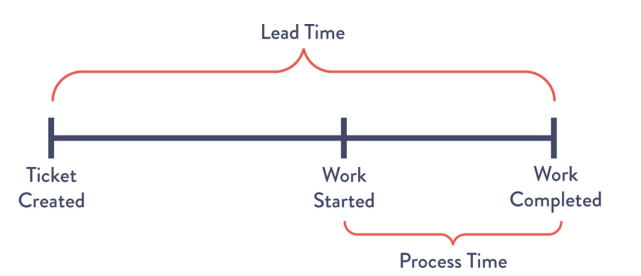 Lead Time
Ticket
Created
Work
Started
Work
Completed
Process Time